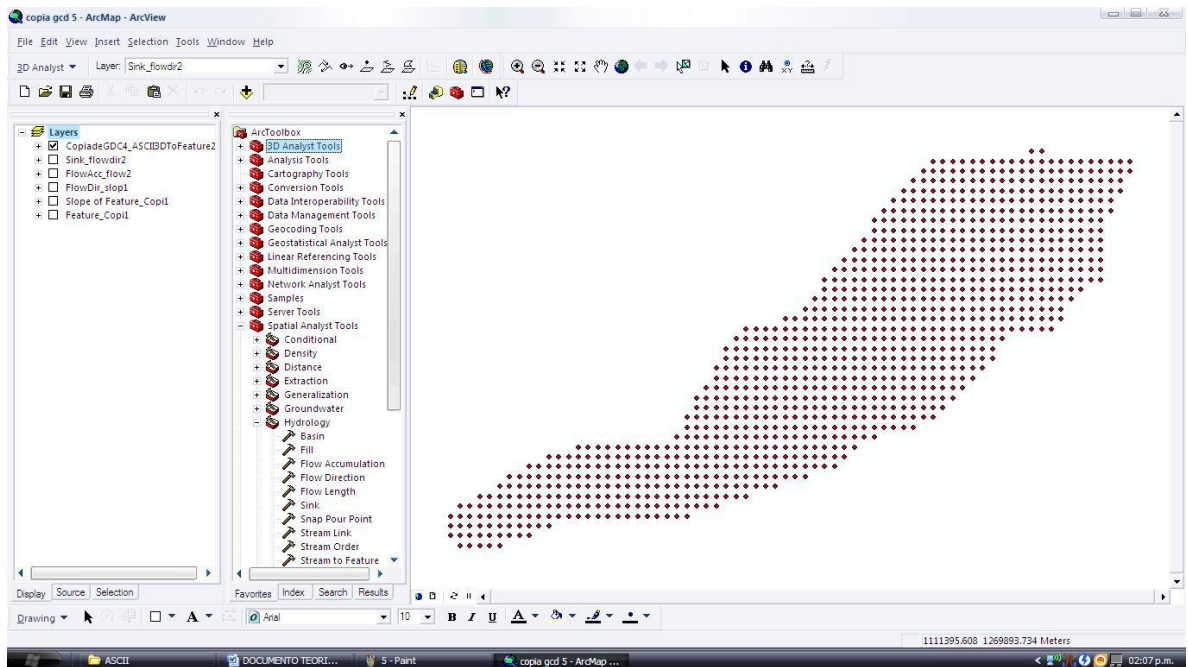 copia gcd 5 - ArcMap - ArcView
File Edit View Insert Selection Tools Window Help
3D Analyst Layer: Sink_flowdir2
Layers
CopiadeGDC4_ASCII3DToFeature2
Sink_flowdir2
FlowAcc_flow2
FlowDir_slop1
Slope of Feature_Copi1
Feature_Copi1
Display Source Selection
ArcToolbox
3D Analyst Tools
Analysis Tools
Cartography Tools
Conversion Tools
Data Interoperability Tools
Data Management Tools
Geocoding Tools
Geostatistical Analyst Tools
Linear Referencing Tools
Multidimension Tools
Network Analyst Tools
Samples
Server Tools
Spatial Analyst Tools
Conditional
Density
Distance
Extraction
Generalization
Groundwater
Hydrology
Basin
Fill
Flow Accumulation
Flow Direction
Flow Length
Sink
Snap Pour Point
Stream Link
Stream Order
Stream to Feature
Favorites Index Search Results
Drawing A Arial 10 B I U A
1111395.608 1269893.734 Meters
ASCII DOCUMENTO TEORI... 5 - Paint copia gcd 5 - ArcMap ... 02:07 p.m.